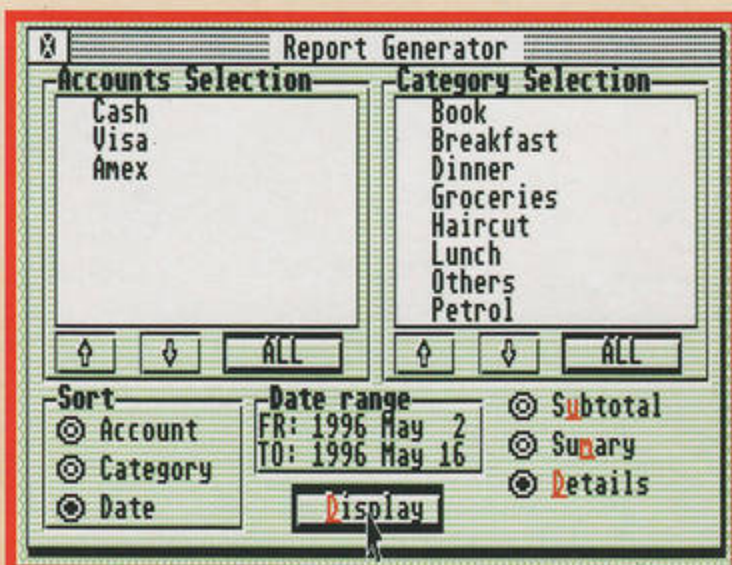 Report Generator
Accounts Selection
Cash
Visa
Amex
ALL
Category Selection
Book
Breakfast
Dinner
Groceries
Haircut
Lunch
Others
Petrol
ALL
Sort
Account
Category
Date
Date range
FR: 1996 May 2
TO: 1996 May 16
Display
Subtotal
Sumary
Details